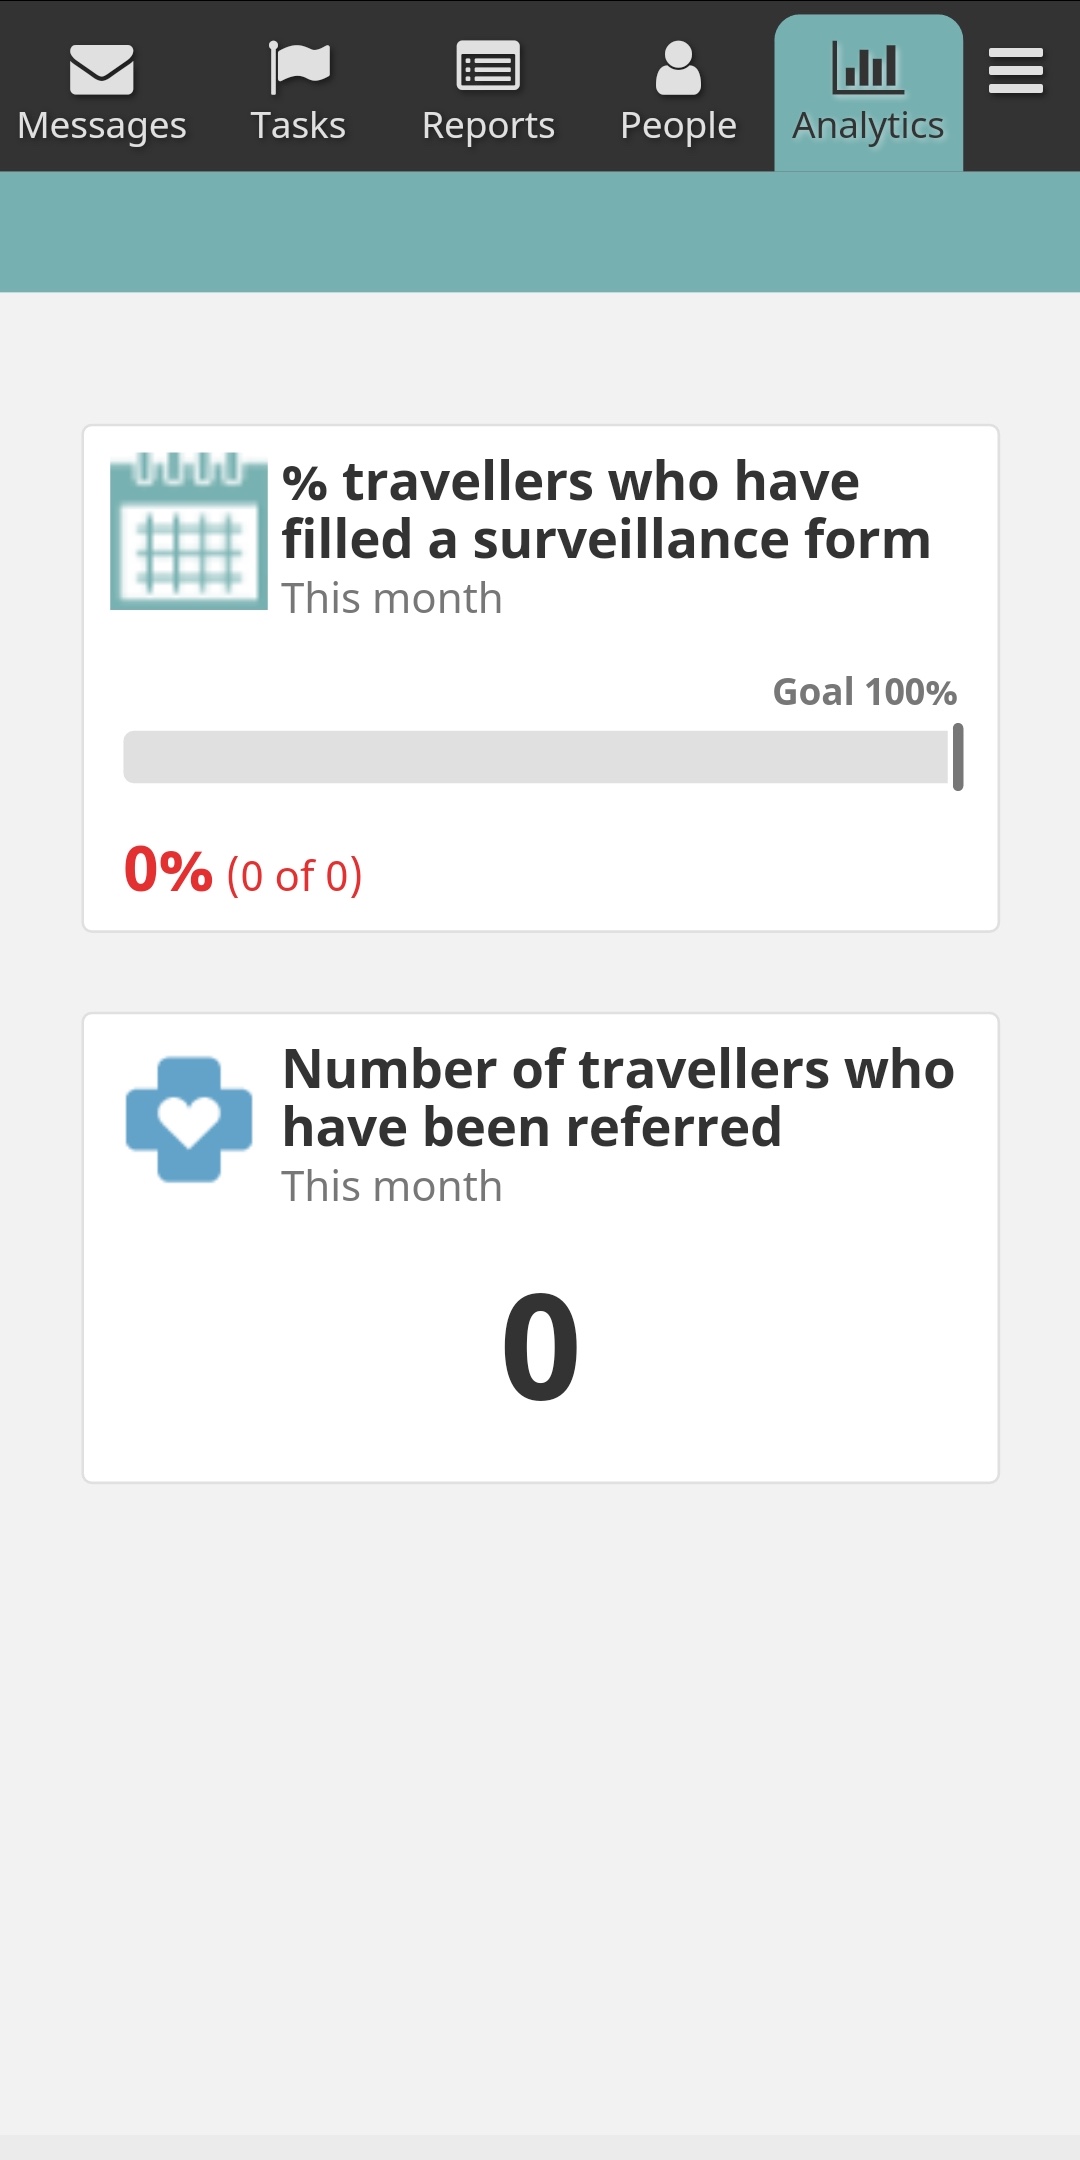 Messages Tasks Reports People Analytics
% travellers who have
filled a surveillance form
This month
Goal 100%
0% (0 of 0)
Number of travellers who
have been referred
This month
0